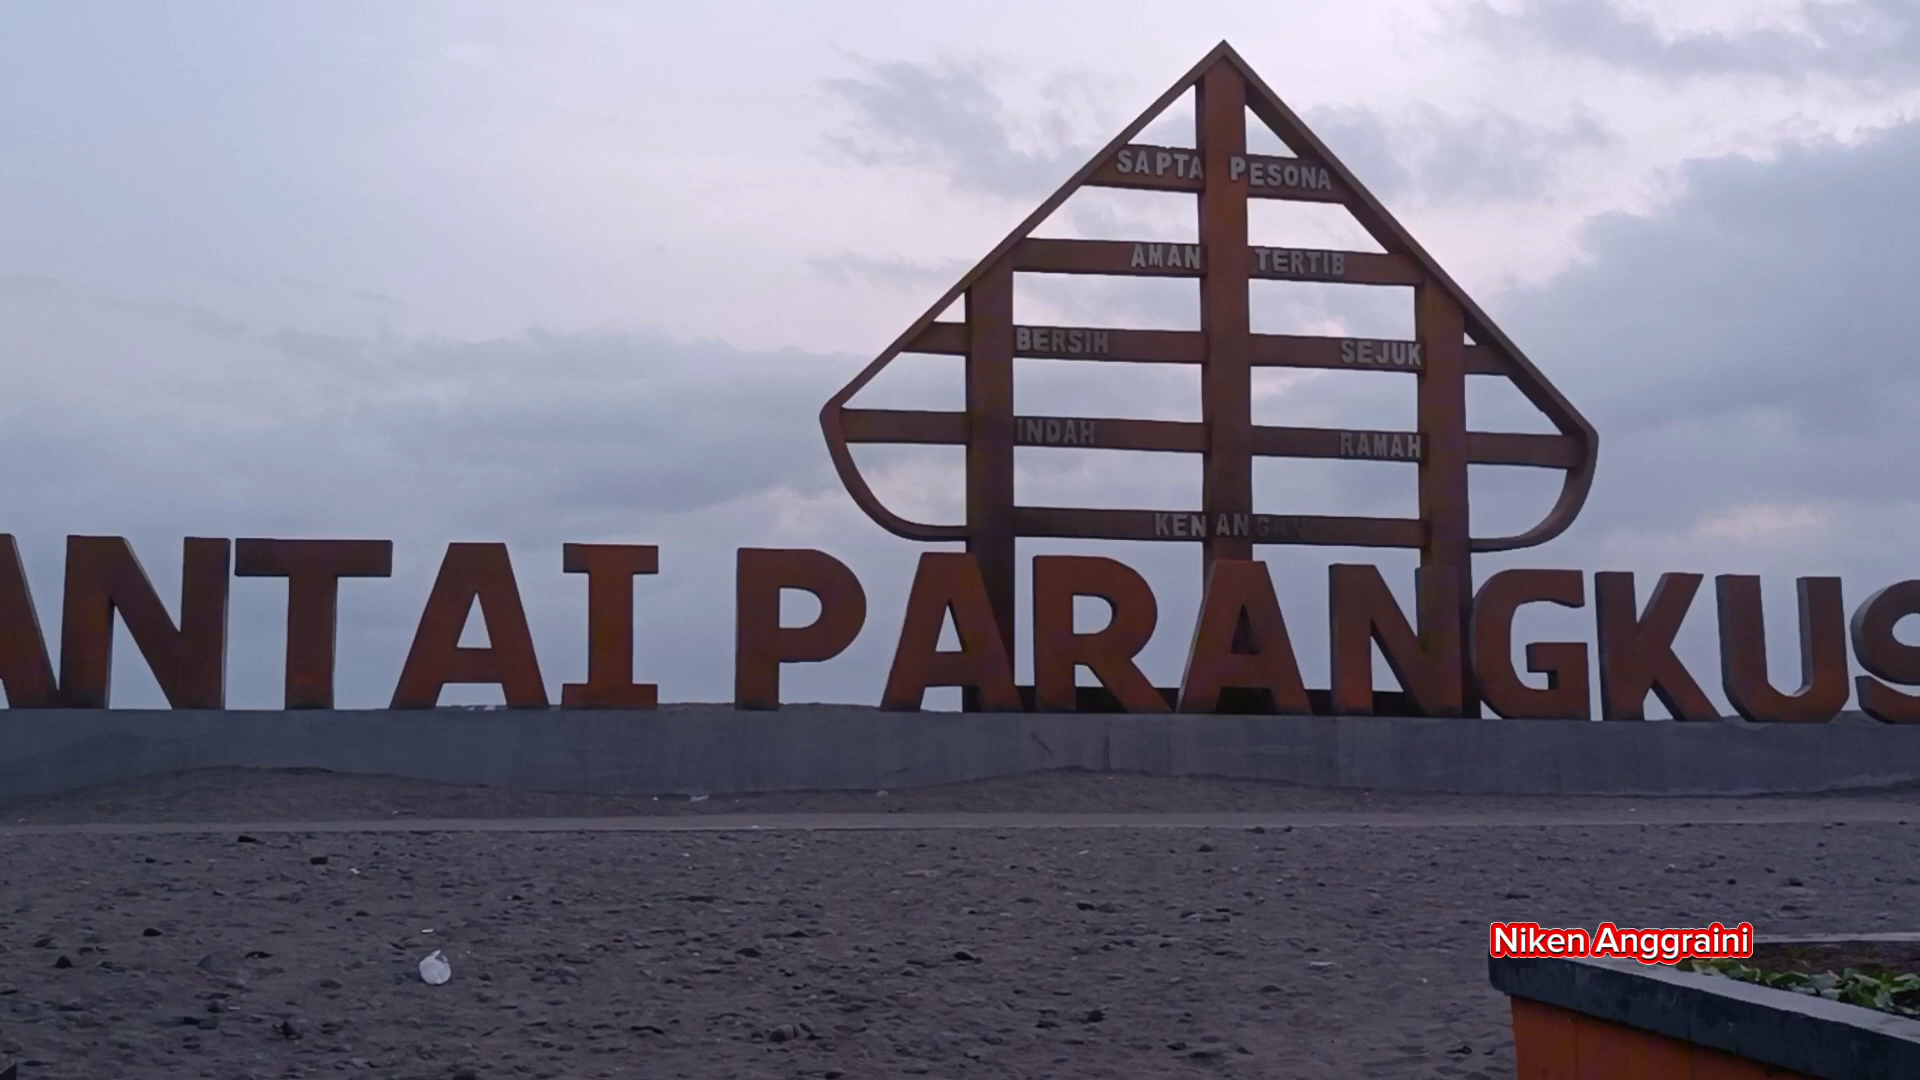 SAPTA PESONA
AMAN TERTIB
BERSIH SEJUK
INDAH RAMAH
KENANGAN
ANTAI PARANGKUS
Niken Anggraini